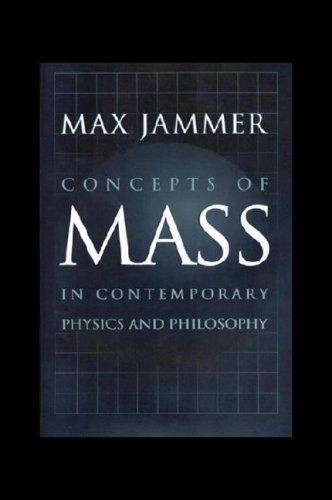 MAX JAMMER
CONCEPTS OF
MASS
IN CONTEMPORARY
PHYSICS AND PHILOSOPHY